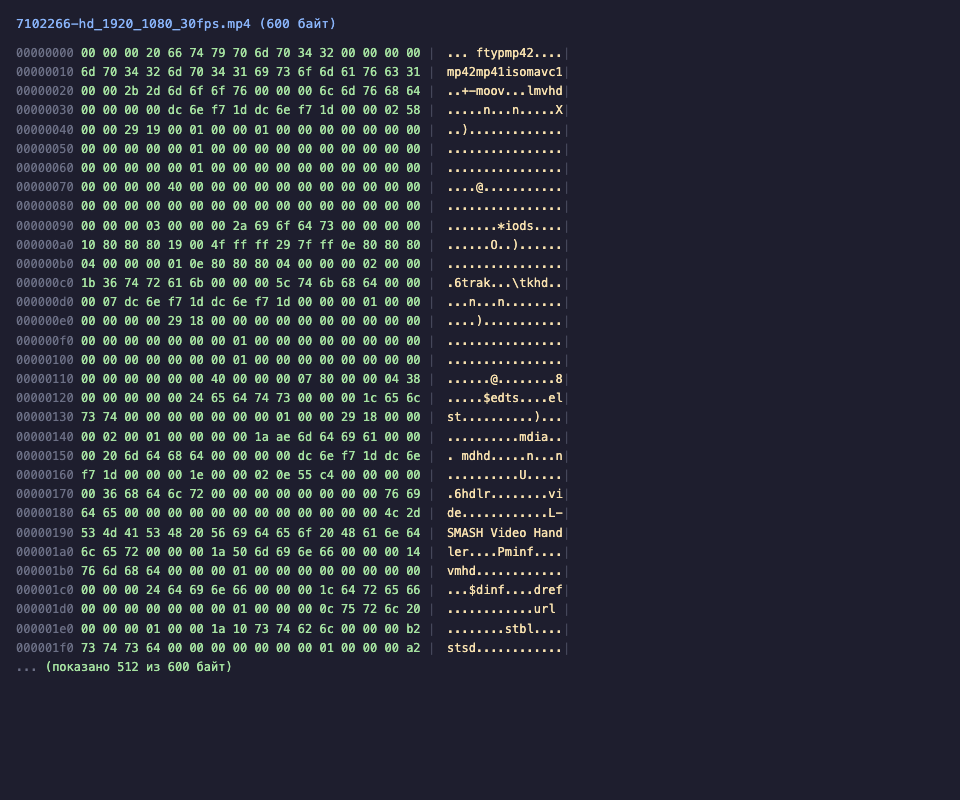 7102266-hd_1920_1080_30fps.mp4 (600 байт)
00000000 00 00 00 20 66 74 79 70 6d 70 34 32 00 00 00 00 | ... ftypmp42....|
00000010 6d 70 34 32 6d 70 34 31 69 73 6f 6d 61 76 63 31 | mp42mp41isomavc1|
00000020 00 00 2b 2d 6d 6f 6f 76 00 00 00 6c 6d 76 68 64 | ..+-moov...lmvhd|
00000030 00 00 00 00 dc 6e f7 1d dc 6e f7 1d 00 00 02 58 | .....n...n.....X|
00000040 00 00 29 19 00 01 00 00 01 00 00 00 00 00 00 00 | ..).............|
00000050 00 00 00 00 00 01 00 00 00 00 00 00 00 00 00 00 | ................|
00000060 00 00 00 00 00 01 00 00 00 00 00 00 00 00 00 00 | ................|
00000070 00 00 00 00 40 00 00 00 00 00 00 00 00 00 00 00 | ....@...........|
00000080 00 00 00 00 00 00 00 00 00 00 00 00 00 00 00 00 | ................|
00000090 00 00 00 03 00 00 00 2a 69 6f 64 73 00 00 00 00 | .......*iods....|
000000a0 10 80 80 80 19 00 4f ff ff 29 7f ff 0e 80 80 80 | ......O..)......|
000000b0 04 00 00 00 01 0e 80 80 80 04 00 00 00 02 00 00 | ................|
000000c0 1b 36 74 72 61 6b 00 00 00 5c 74 6b 68 64 00 00 | .6trak...\tkhd..|
000000d0 00 07 dc 6e f7 1d dc 6e f7 1d 00 00 00 01 00 00 | ...n...n........|
000000e0 00 00 00 00 29 18 00 00 00 00 00 00 00 00 00 00 | ....)...........|
000000f0 00 00 00 00 00 00 00 01 00 00 00 00 00 00 00 00 | ................|
00000100 00 00 00 00 00 00 00 01 00 00 00 00 00 00 00 00 | ................|
00000110 00 00 00 00 00 00 40 00 00 00 07 80 00 00 04 38 | ......@........8|
00000120 00 00 00 00 00 24 65 64 74 73 00 00 00 1c 65 6c | .....$edts....el|
00000130 73 74 00 00 00 00 00 00 00 01 00 00 29 18 00 00 | st..........)...|
00000140 00 02 00 01 00 00 00 00 1a ae 6d 64 69 61 00 00 | ..........mdia..|
00000150 00 20 6d 64 68 64 00 00 00 00 dc 6e f7 1d dc 6e | . mdhd.....n...n|
00000160 f7 1d 00 00 00 1e 00 00 02 0e 55 c4 00 00 00 00 | ..........U.....|
00000170 00 36 68 64 6c 72 00 00 00 00 00 00 00 00 76 69 | .6hdlr........vi|
00000180 64 65 00 00 00 00 00 00 00 00 00 00 00 00 4c 2d | de............L-|
00000190 53 4d 41 53 48 20 56 69 64 65 6f 20 48 61 6e 64 | SMASH Video Hand|
000001a0 6c 65 72 00 00 00 1a 50 6d 69 6e 66 00 00 00 14 | ler....Pminf....|
000001b0 76 6d 68 64 00 00 00 01 00 00 00 00 00 00 00 00 | vmhd............|
000001c0 00 00 00 24 64 69 6e 66 00 00 00 1c 64 72 65 66 | ...$dinf....dref|
000001d0 00 00 00 00 00 00 00 01 00 00 00 0c 75 72 6c 20 | ............url |
000001e0 00 00 00 01 00 00 1a 10 73 74 62 6c 00 00 00 b2 | ........stbl....|
000001f0 73 74 73 64 00 00 00 00 00 00 00 01 00 00 00 a2 | stsd............|
... (показано 512 из 600 байт)